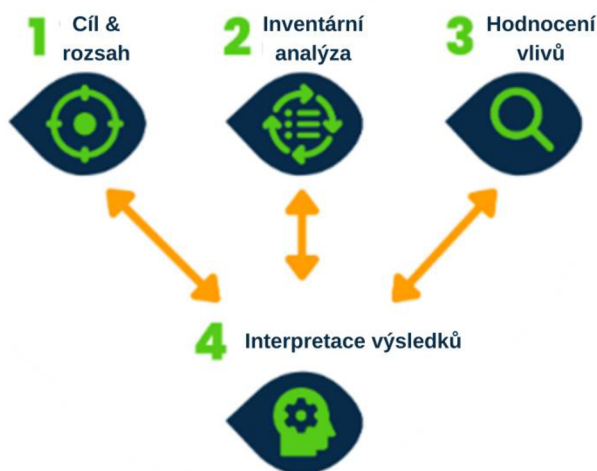 1 Cíl &
rozsah
2 Inventární
analýza
3 Hodnocení
vlivů
4 Interpretace výsledků